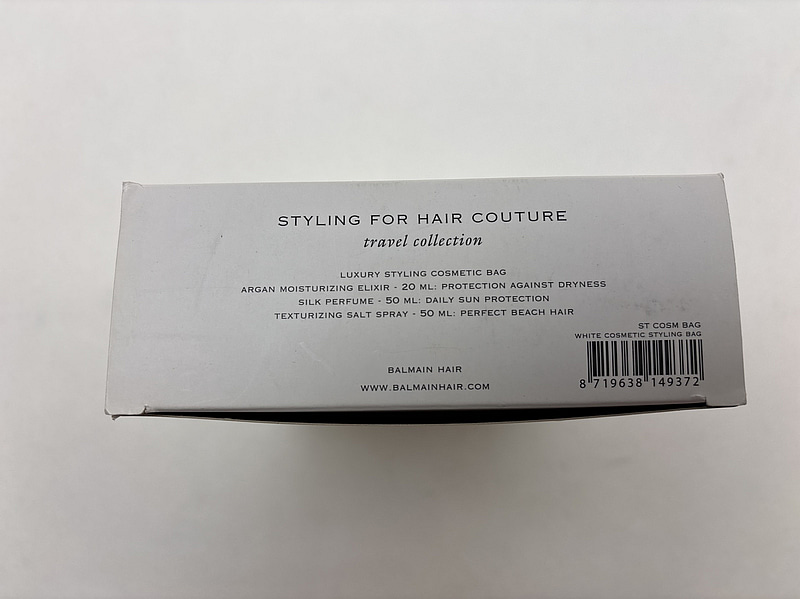 STYLING FOR HAIR COUTURE
travel collection
LUXURY STYLING COSMETIC BAG
ARGAN MOISTURIZING ELIXIR - 20 ML: PROTECTION AGAINST DRYNESS
SILK PERFUME - 50 ML: DAILY SUN PROTECTION
TEXTURIZING SALT SPRAY - 50 ML: PERFECT BEACH HAIR
ST COSM BAG
WHITE COSMETIC STYLING BAG
BALMAIN HAIR
WWW.BALMAINHAIR.COM
8 719638 149372